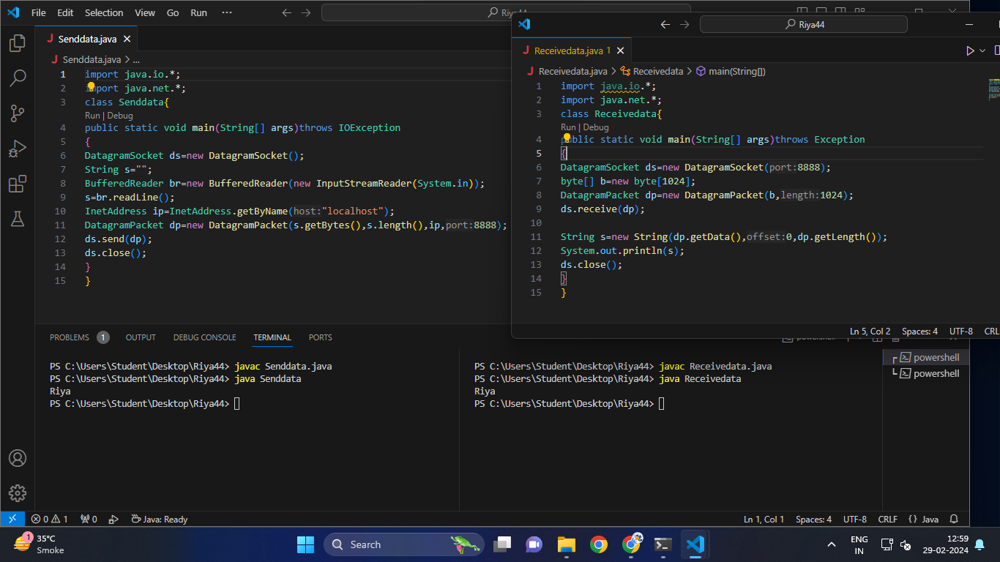 File Edit Selection View Go Run ··· Riya44
Senddata.java
Senddata.java > ...
1 import java.io.*;
2 import java.net.*;
3 class Senddata{
Run | Debug
4 public static void main(String[] args)throws IOException
5 {
6 DatagramSocket ds=new DatagramSocket();
7 String s="";
8 BufferedReader br=new BufferedReader(new InputStreamReader(System.in));
9 s=br.readLine();
10 InetAddress ip=InetAddress.getByName(host:"localhost");
11 DatagramPacket dp=new DatagramPacket(s.getBytes(),s.length(),ip,port:8888);
12 ds.send(dp);
13 ds.close();
14 }
15 }
Riya44
Receivedata.java 1
Receivedata.java > Receivedata > main(String[])
1 import java.io.*;
2 import java.net.*;
3 class Receivedata{
Run | Debug
4 public static void main(String[] args)throws Exception
5 {
6 DatagramSocket ds=new DatagramSocket(port:8888);
7 byte[] b=new byte[1024];
8 DatagramPacket dp=new DatagramPacket(b,length:1024);
9 ds.receive(dp);
10
11 String s=new String(dp.getData(),offset:0,dp.getLength());
12 System.out.println(s);
13 ds.close();
14 }
15 }
Ln 5, Col 2 Spaces: 4 UTF-8 CRL
PROBLEMS 1 OUTPUT DEBUG CONSOLE TERMINAL PORTS powershell
PS C:\Users\Student\Desktop\Riya44> javac Senddata.java
PS C:\Users\Student\Desktop\Riya44> java Senddata
Riya
PS C:\Users\Student\Desktop\Riya44>
PS C:\Users\Student\Desktop\Riya44> javac Receivedata.java
PS C:\Users\Student\Desktop\Riya44> java Receivedata
Riya
PS C:\Users\Student\Desktop\Riya44>
powershell
powershell
0 1 0 Java: Ready Ln 1, Col 1 Spaces: 4 UTF-8 CRLF {} Java
1 35°C
Smoke
Search
ENG
IN
12:59
29-02-2024